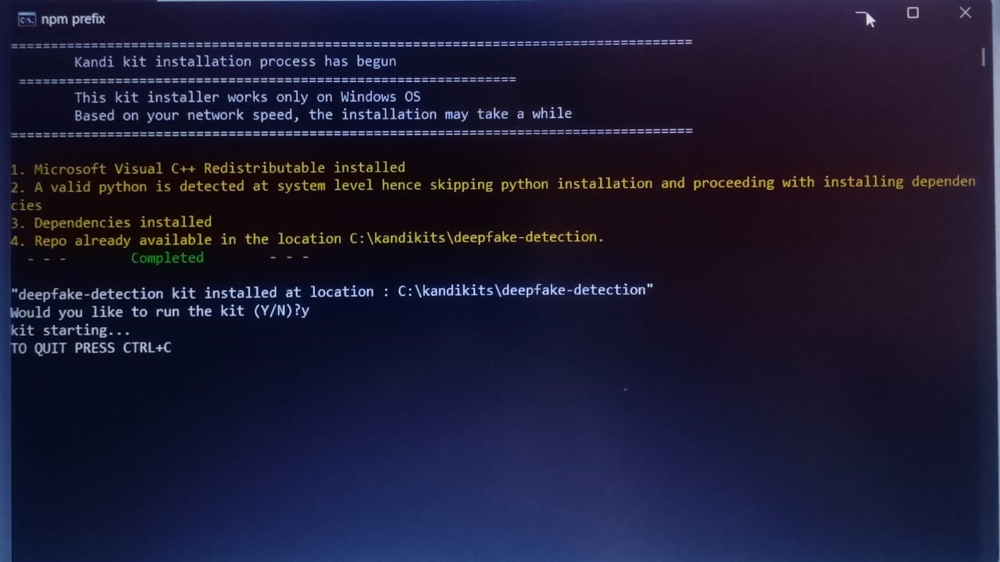 npm prefix
=====================================================================================
Kandi kit installation process has begun
==============================================================
This kit installer works only on Windows OS
Based on your network speed, the installation may take a while
=====================================================================================
1. Microsoft Visual C++ Redistributable installed
2. A valid python is detected at system level hence skipping python installation and proceeding with installing dependen
cies
3. Dependencies installed
4. Repo already available in the location C:\kandikits\deepfake-detection.
- - - Completed - - -
"deepfake-detection kit installed at location : C:\kandikits\deepfake-detection"
Would you like to run the kit (Y/N)?y
kit starting...
TO QUIT PRESS CTRL+C